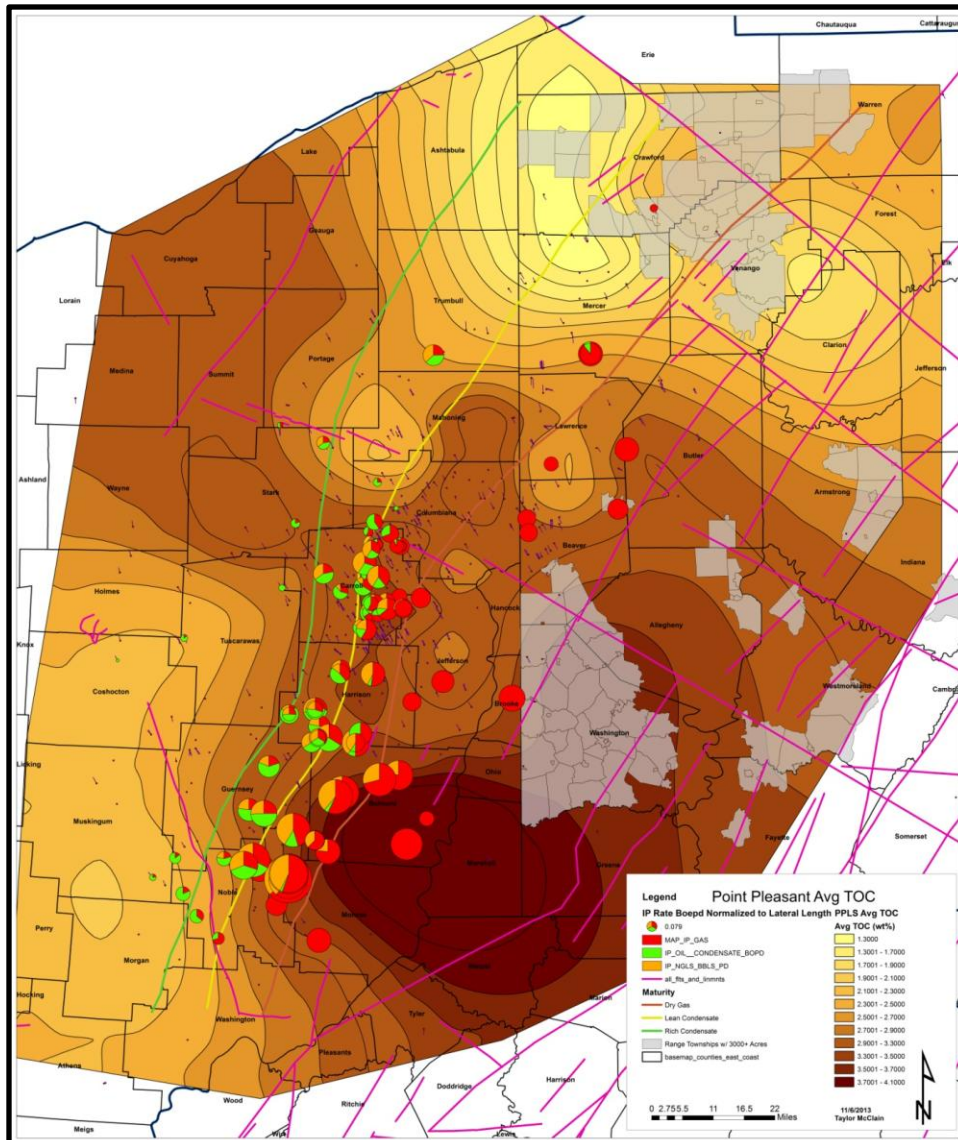 Chautauqua
Cattaraugus
Erie
Warren
Ashtabula
Lake
Crawford
Geauga
Forest
Cuyahoga
Elk
Venango
Lorain
Trumbull
Mercer
Clarion
Portage
Jefferson
Medina
Summit
Mahoning
Lawrence
Butler
Ashland
Wayne
Stark
Armstrong
Columbiana
Beaver
Indiana
Carroll
Holmes
Hancock
Allegheny
Knox
Tuscarawas
Jefferson
Westmorsland
Coshocton
Harrison
Brooke
Washington
Ohio
Licking
Guernsey
Belmont
Muskingum
Somerset
Fayette
Marshall
Greene
Noble
Monroe
Perry
Morgan
Wetzel
Hocking
Marion
Washington
Tyler
Athens
Pleasants
Doddridge
Harrison
Wood
Ritchie
Meigs
Wirt
Lewis
Legend
Point Pleasant Avg TOC
IP Rate Boepd Normalized to Lateral Length
0.079
MAP_IP_GAS
IP_OIL__CONDENSATE_BOPD
IP_NGLS_BBLS_PD
all_flts_and_linmnts
Maturity
Dry Gas
Lean Condensate
Rich Condensate
Range Townships w/ 3000+ Acres
basemap_counties_east_coast
PPLS Avg TOC
Avg TOC (wt%)
1.3000
1.3001 - 1.7000
1.7001 - 1.9000
1.9001 - 2.1000
2.1001 - 2.3000
2.3001 - 2.5000
2.5001 - 2.7000
2.7001 - 2.9000
2.9001 - 3.3000
3.3001 - 3.5000
3.5001 - 3.7000
3.7001 - 4.1000
0 2.75 5.5 11 16.5 22
Miles
11/6/2013
Taylor McClain
N